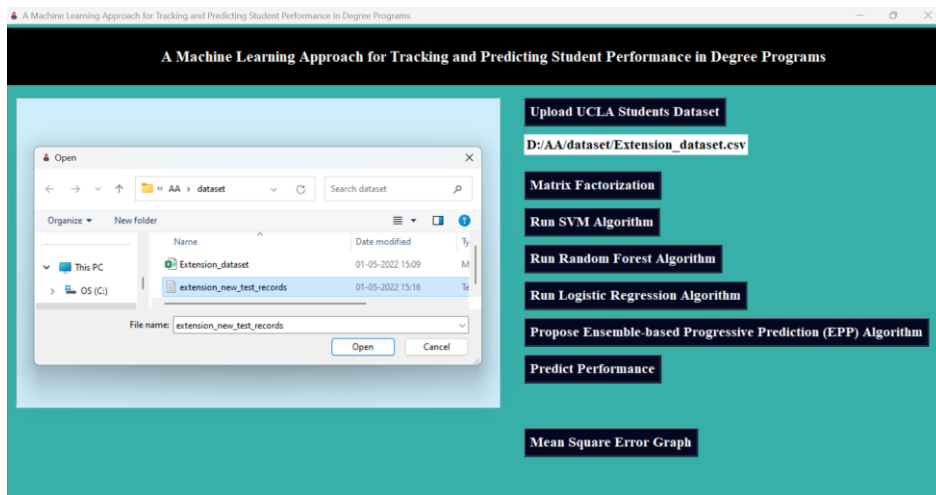 A Machine Learning Approach for Tracking and Predicting Student Performance in Degree Programs
A Machine Learning Approach for Tracking and Predicting Student Performance in Degree Programs
Upload UCLA Students Dataset
D:/AA/dataset/Extension_dataset.csv
Matrix Factorization
Run SVM Algorithm
Run Random Forest Algorithm
Run Logistic Regression Algorithm
Propose Ensemble-based Progressive Prediction (EPP) Algorithm
Predict Performance
Mean Square Error Graph
Open
« AA › dataset
Search dataset
Organize
New folder
Name
Date modified
Ty
This PC
OS (C:)
Extension_dataset
01-05-2022 15:09
M
extension_new_test_records
01-05-2022 15:16
Te
File name:
extension_new_test_records
Open
Cancel